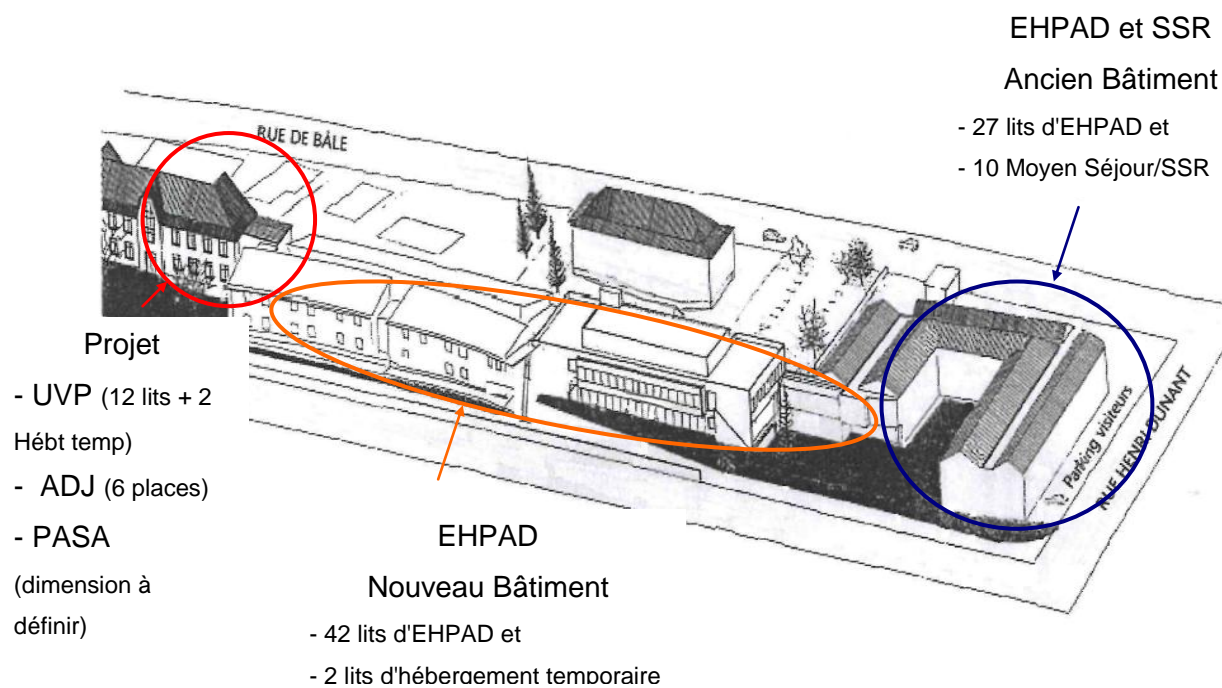 EHPAD et SSR
Ancien Bâtiment
- 27 lits d'EHPAD et
- 10 Moyen Séjour/SSR
RUE DE BÂLE
Parking visiteurs
RUE HENRI DUNANT
Projet
- UVP (12 lits + 2
Hébt temp)
- ADJ (6 places)
- PASA
(dimension à
définir)
EHPAD
Nouveau Bâtiment
- 42 lits d'EHPAD et
- 2 lits d'hébergement temporaire